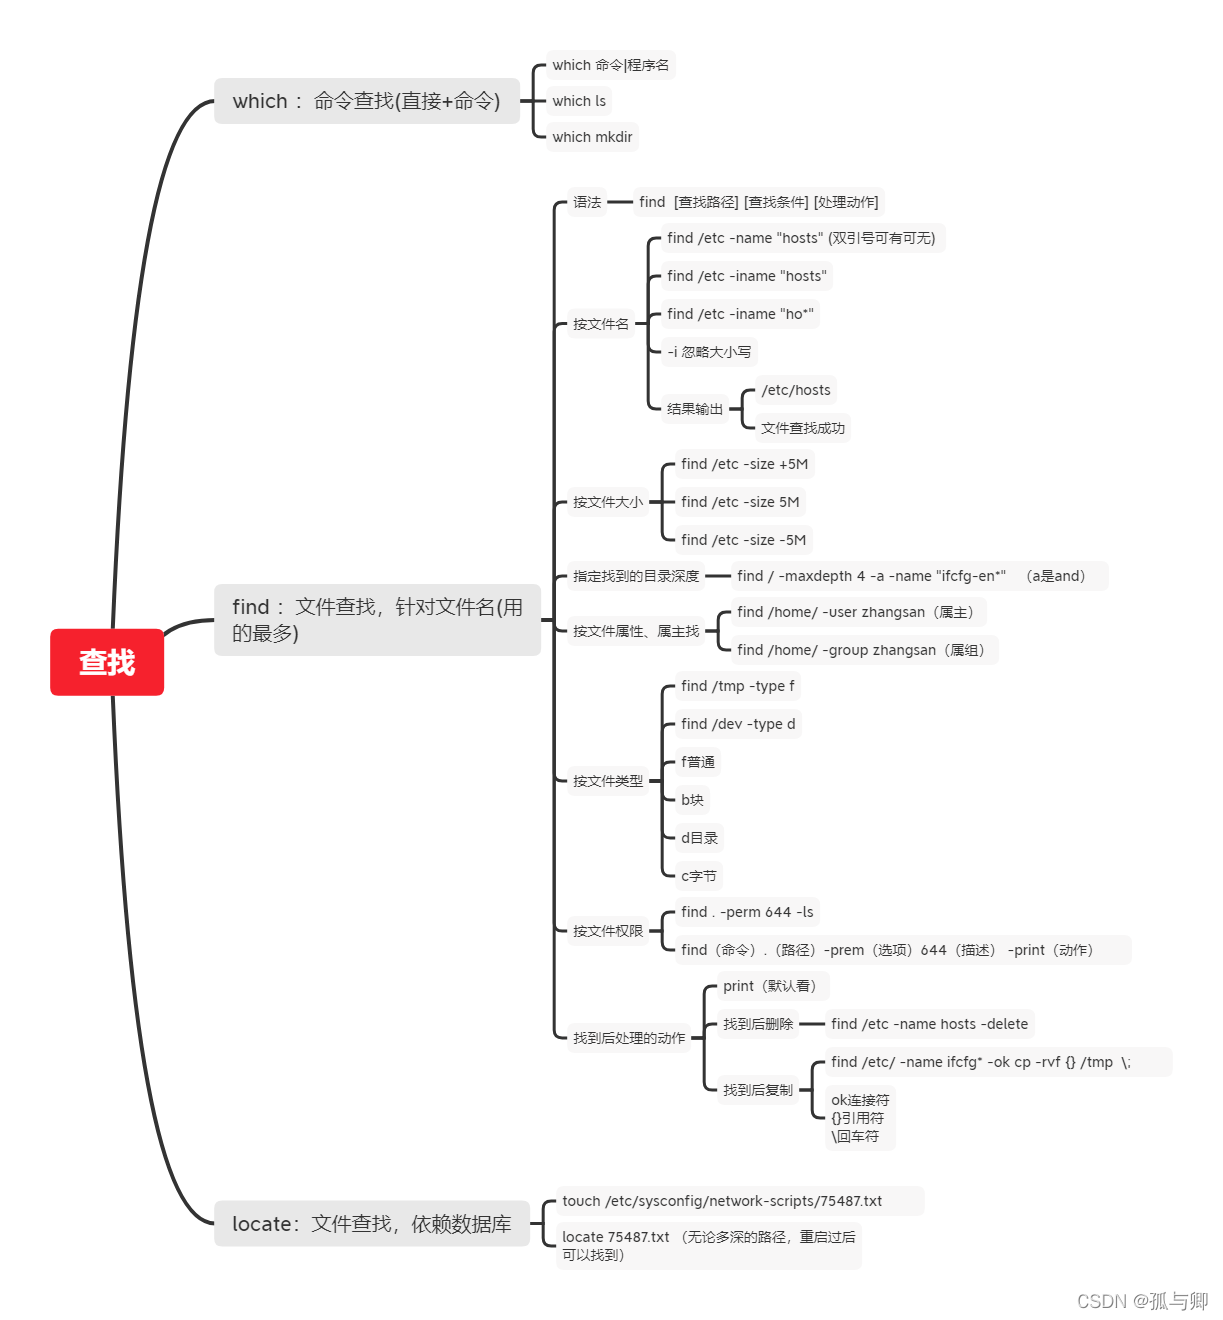 which ：命令查找(直接+命令)
which 命令|程序名
which ls
which mkdir
查找
find ：文件查找，针对文件名(用
的最多)
语法
find  [查找路径] [查找条件] [处理动作]
按文件名
find /etc -name "hosts" (双引号可有可无)
find /etc -iname "hosts"
find /etc -iname "ho*"
-i 忽略大小写
结果输出
/etc/hosts
文件查找成功
按文件大小
find /etc -size +5M
find /etc -size 5M
find /etc -size -5M
指定找到的目录深度
find / -maxdepth 4 -a -name "ifcfg-en*"  （a是and）
按文件属性、属主找
find /home/ -user zhangsan（属主）
find /home/ -group zhangsan（属组）
按文件类型
find /tmp -type f
find /dev -type d
f普通
b块
d目录
c字节
按文件权限
find . -perm 644 -ls
find（命令）.（路径）-prem（选项）644（描述） -print（动作）
找到后处理的动作
print（默认看）
找到后删除
find /etc -name hosts -delete
找到后复制
find /etc/ -name ifcfg* -ok cp -rvf {} /tmp  \;
ok连接符
{}引用符
\回车符
locate：文件查找，依赖数据库
touch /etc/sysconfig/network-scripts/75487.txt
locate 75487.txt （无论多深的路径，重启过后
可以找到）
CSDN @孤与卿